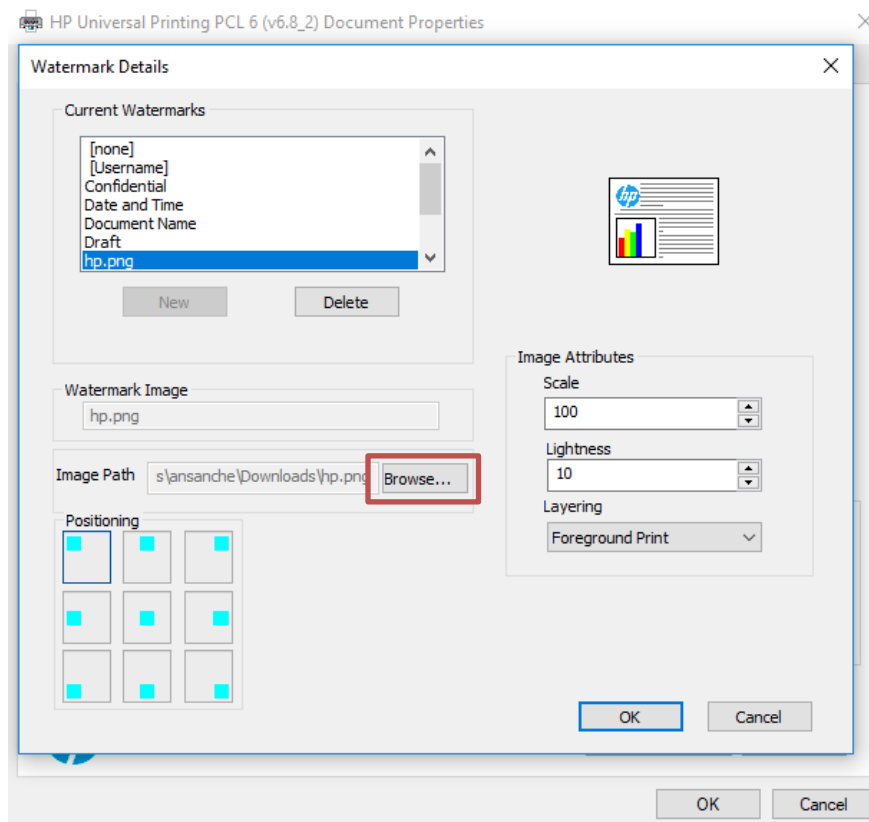 HP Universal Printing PCL 6 (v6.8_2) Document Properties
Watermark Details
Current Watermarks
[none]
[Username]
Confidential
Date and Time
Document Name
Draft
hp.png
New
Delete
hp
Watermark Image
hp.png
Image Path
s\ansanche\Downloads\hp.png
Browse...
Positioning
Image Attributes
Scale
100
Lightness
10
Layering
Foreground Print
OK
Cancel
OK
Cancel